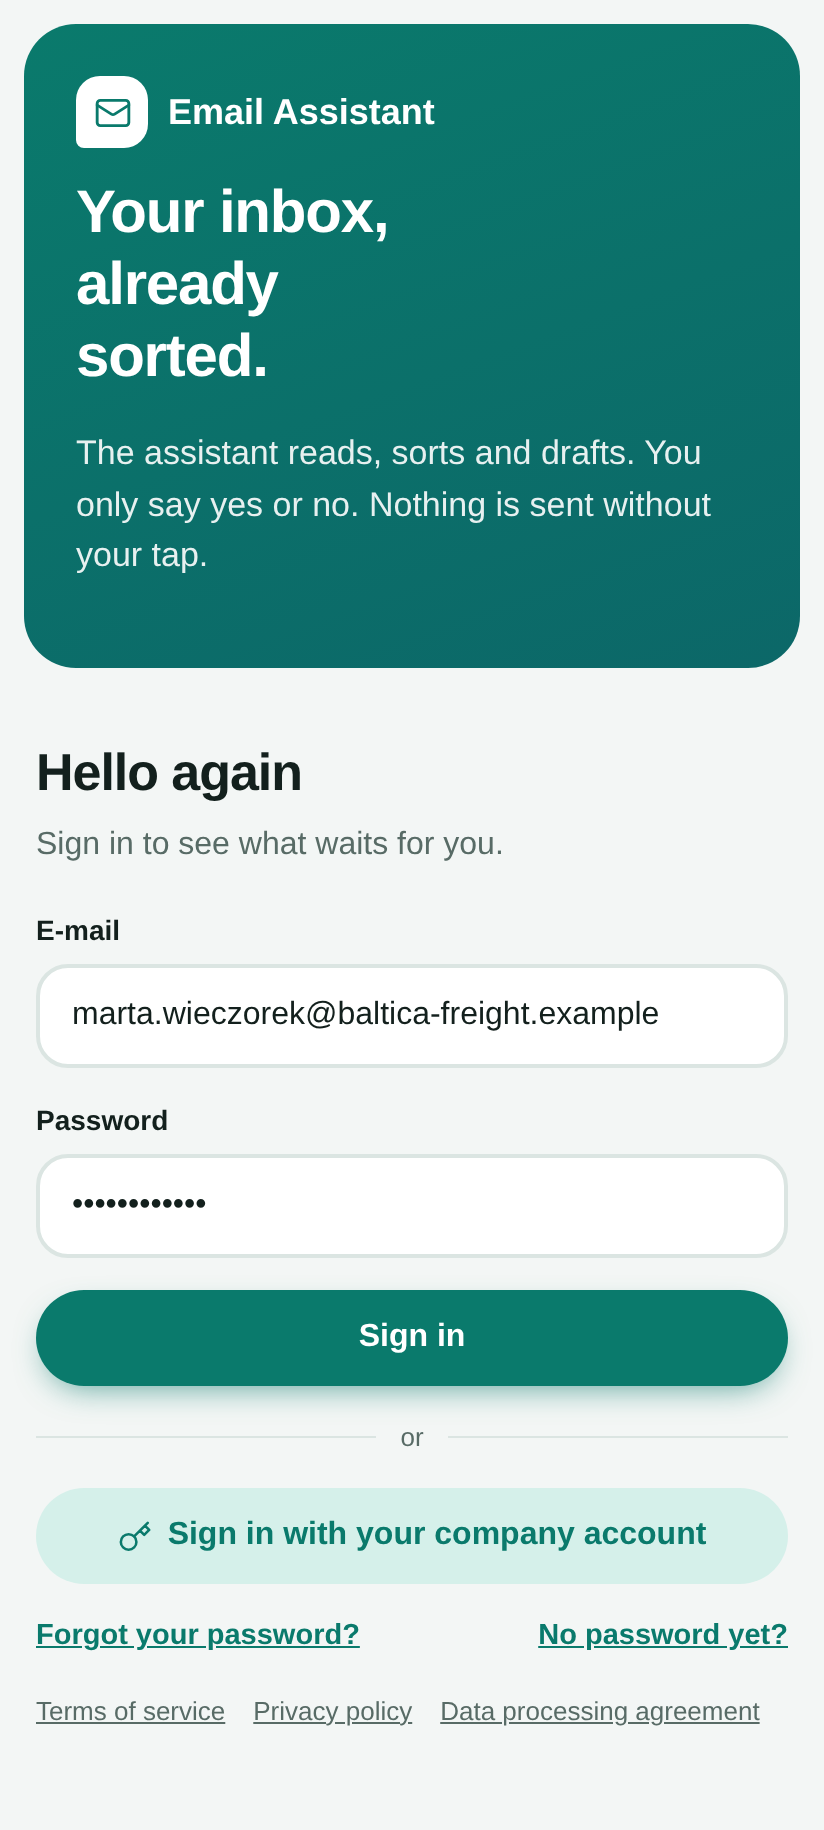 Email Assistant
Your inbox,
already
sorted.
The assistant reads, sorts and drafts. You
only say yes or no. Nothing is sent without
your tap.
Hello again
Sign in to see what waits for you.
E-mail
marta.wieczorek@baltica-freight.example
Password
••••••••••••
Sign in
or
Sign in with your company account
Forgot your password? No password yet?
Terms of service Privacy policy Data processing agreement